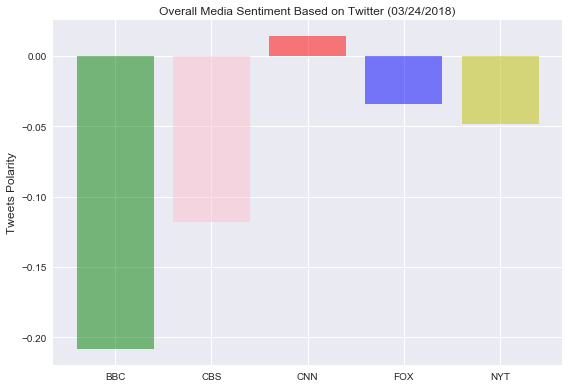 Overall Media Sentiment Based on Twitter (03/24/2018)
Tweets Polarity
0.00
−0.05
−0.10
−0.15
−0.20
BBC CBS CNN FOX NYT